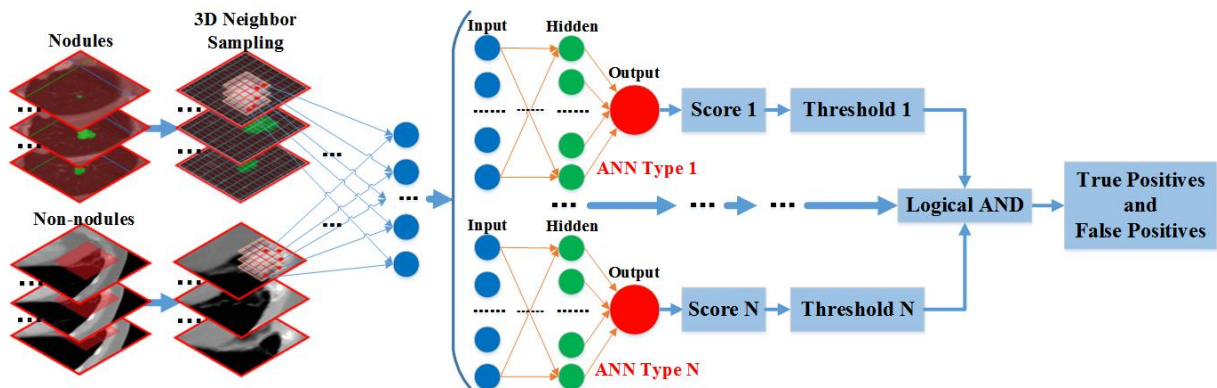 Nodules
3D Neighbor
Sampling
Non-nodules
Input
Hidden
Output
ANN Type 1
Score 1
Threshold 1
Input
Hidden
Output
ANN Type N
Score N
Threshold N
Logical AND
True Positives
and
False Positives